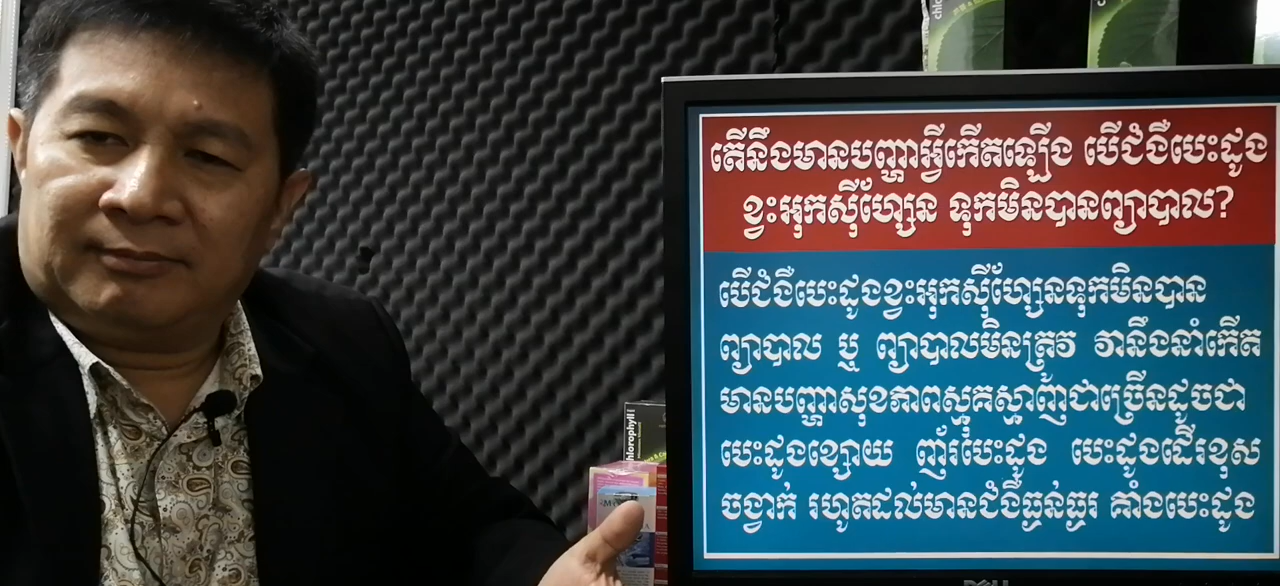 តើនឹងមានបញ្ហាអ្វីកើតឡើង បើជំងឺបេះដូង
ខ្វះអុកស៊ីហ្សែន ទុកមិនបានព្យាបាល?
បើជំងឺបេះដូងខ្វះអុកស៊ីហ្សែនទុកមិនបាន
ព្យាបាល ឬ ព្យាបាលមិនត្រូវ វានឹងនាំកើត
មានបញ្ហាសុខភាពស្មុគស្មាញជាច្រើនដូចជា
បេះដូងខ្សោយ ញ័របេះដូង បេះដូងដើរខុស
ចង្វាក់ រហូតដល់មានជំងឺធ្ងន់ធ្ងរ គាំងបេះដូង
chlorophyll